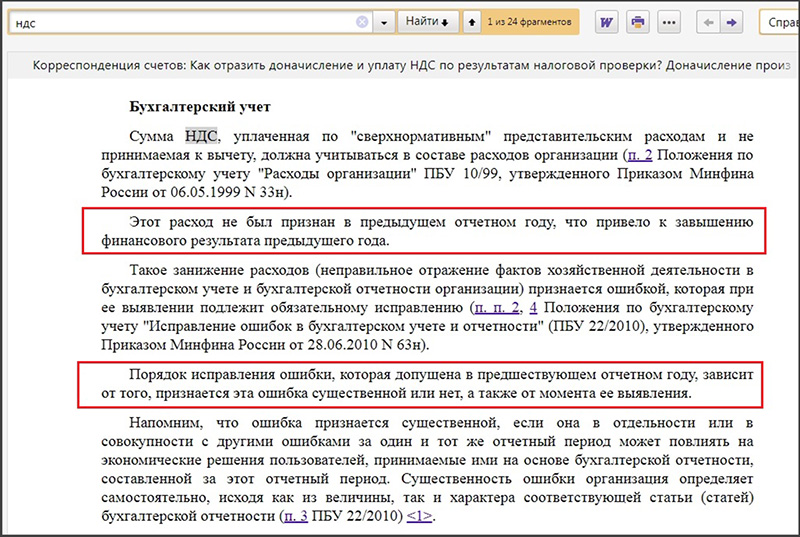 ндс
Найти
1 из 24 фрагментов
W
Справ
Корреспонденция счетов: Как отразить доначисление и уплату НДС по результатам налоговой проверки? Доначисление произ
Бухгалтерский учет
Сумма НДС, уплаченная по "сверхнормативным" представительским расходам и не
принимаемая к вычету, должна учитываться в составе расходов организации (п. 2 Положения по
бухгалтерскому учету "Расходы организации" ПБУ 10/99, утвержденного Приказом Минфина
России от 06.05.1999 N 33н).
Этот расход не был признан в предыдущем отчетном году, что привело к завышению
финансового результата предыдущего года.
Такое занижение расходов (неправильное отражение фактов хозяйственной деятельности в
бухгалтерском учете и бухгалтерской отчетности организации) признается ошибкой, которая при
ее выявлении подлежит обязательному исправлению (п. п. 2, 4 Положения по бухгалтерскому
учету "Исправление ошибок в бухгалтерском учете и отчетности" (ПБУ 22/2010), утвержденного
Приказом Минфина России от 28.06.2010 N 63н).
Порядок исправления ошибки, которая допущена в предшествующем отчетном году, зависит
от того, признается эта ошибка существенной или нет, а также от момента ее выявления.
Напомним, что ошибка признается существенной, если она в отдельности или в
совокупности с другими ошибками за один и тот же отчетный период может повлиять на
экономические решения пользователей, принимаемые ими на основе бухгалтерской отчетности,
составленной за этот отчетный период. Существенность ошибки организация определяет
самостоятельно, исходя как из величины, так и характера соответствующей статьи (статей)
бухгалтерской отчетности (п. 3 ПБУ 22/2010) <1>.